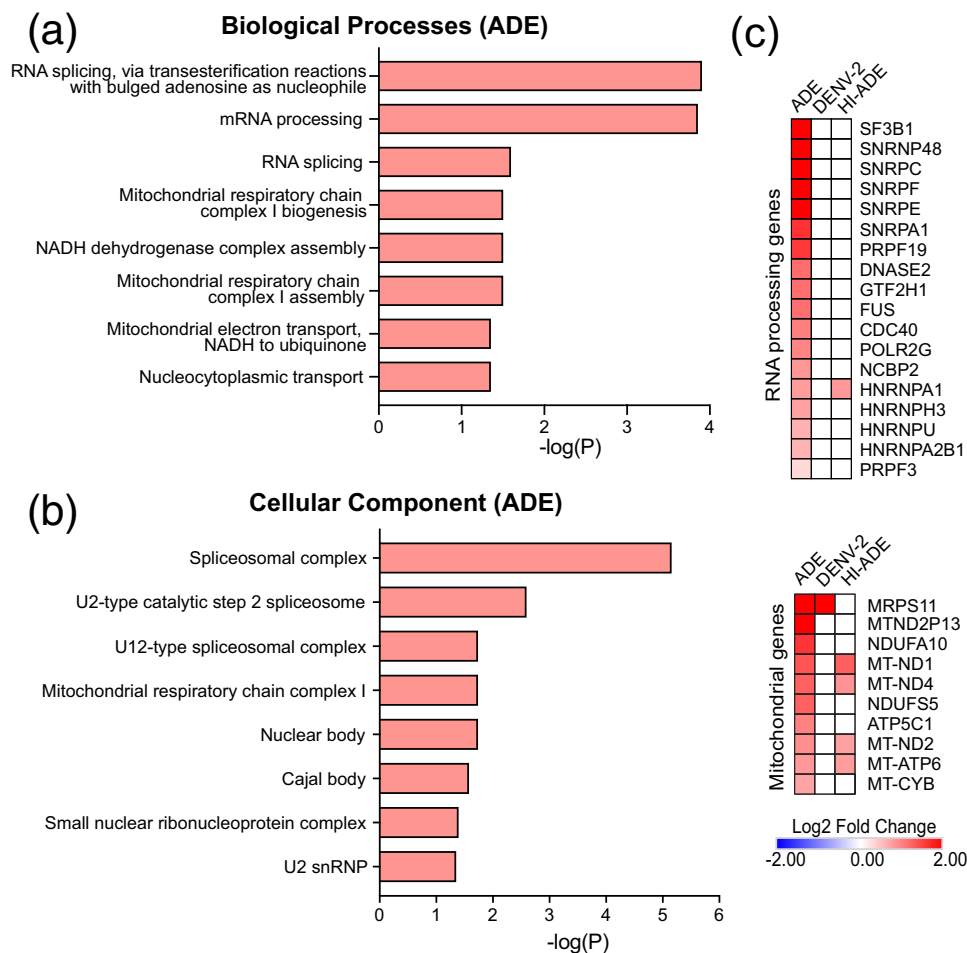 (a)
Biological Processes (ADE)
RNA splicing, via transesterification reactions
with bulged adenosine as nucleophile
mRNA processing
RNA splicing
Mitochondrial respiratory chain
complex I biogenesis
NADH dehydrogenase complex assembly
Mitochondrial respiratory chain
complex I assembly
Mitochondrial electron transport,
NADH to ubiquinone
Nucleocytoplasmic transport
0 1 2 3 4
-log(P)
(b)
Cellular Component (ADE)
Spliceosomal complex
U2-type catalytic step 2 spliceosome
U12-type spliceosomal complex
Mitochondrial respiratory chain complex I
Nuclear body
Cajal body
Small nuclear ribonucleoprotein complex
U2 snRNP
0 1 2 3 4 5 6
-log(P)
(c)
ADE DENV-2 HI-ADE
RNA processing genes
SF3B1
SNRNP48
SNRPC
SNRPF
SNRPE
SNRPA1
PRPF19
DNASE2
GTF2H1
FUS
CDC40
POLR2G
NCBP2
HNRNPA1
HNRNPH3
HNRNPU
HNRNPA2B1
PRPF3
ADE DENV-2 HI-ADE
Mitochondrial genes
MRPS11
MTND2P13
NDUFA10
MT-ND1
MT-ND4
NDUFS5
ATP5C1
MT-ND2
MT-ATP6
MT-CYB
Log2 Fold Change
-2.00 0.00 2.00